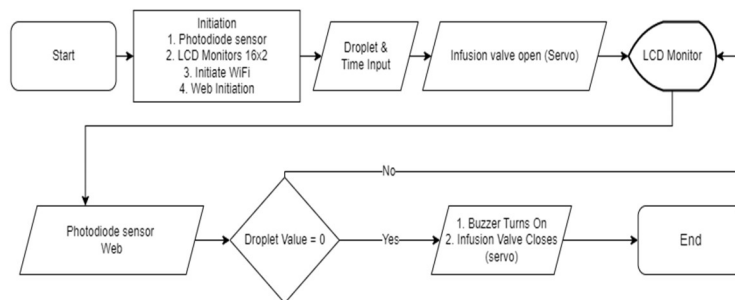 Start
Initiation
1. Photodiode sensor
2. LCD Monitors 16x2
3. Initiate WiFi
4. Web Initiation
Droplet &
Time Input
Infusion valve open (Servo)
LCD Monitor
No
Photodiode sensor
Web
Droplet Value = 0
Yes
1. Buzzer Turns On
2. Infusion Valve Closes
(servo)
End